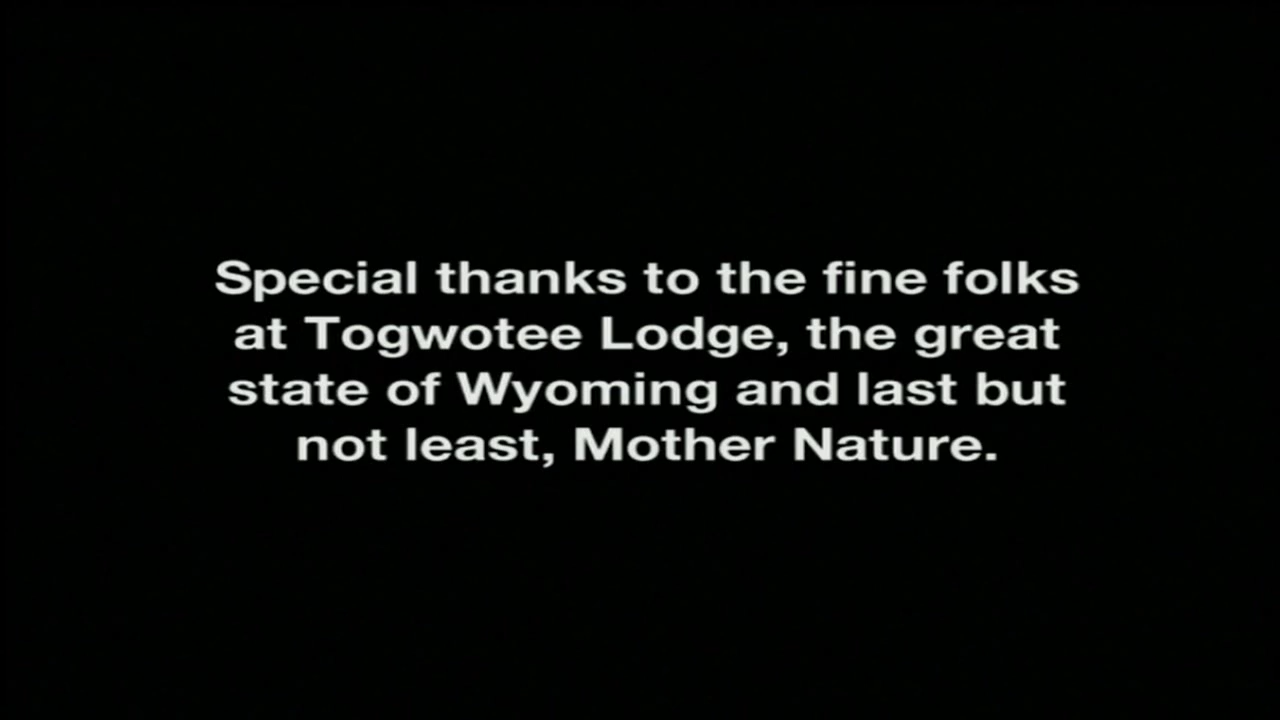 Special thanks to the fine folks
at Togwotee Lodge, the great
state of Wyoming and last but
not least, Mother Nature.